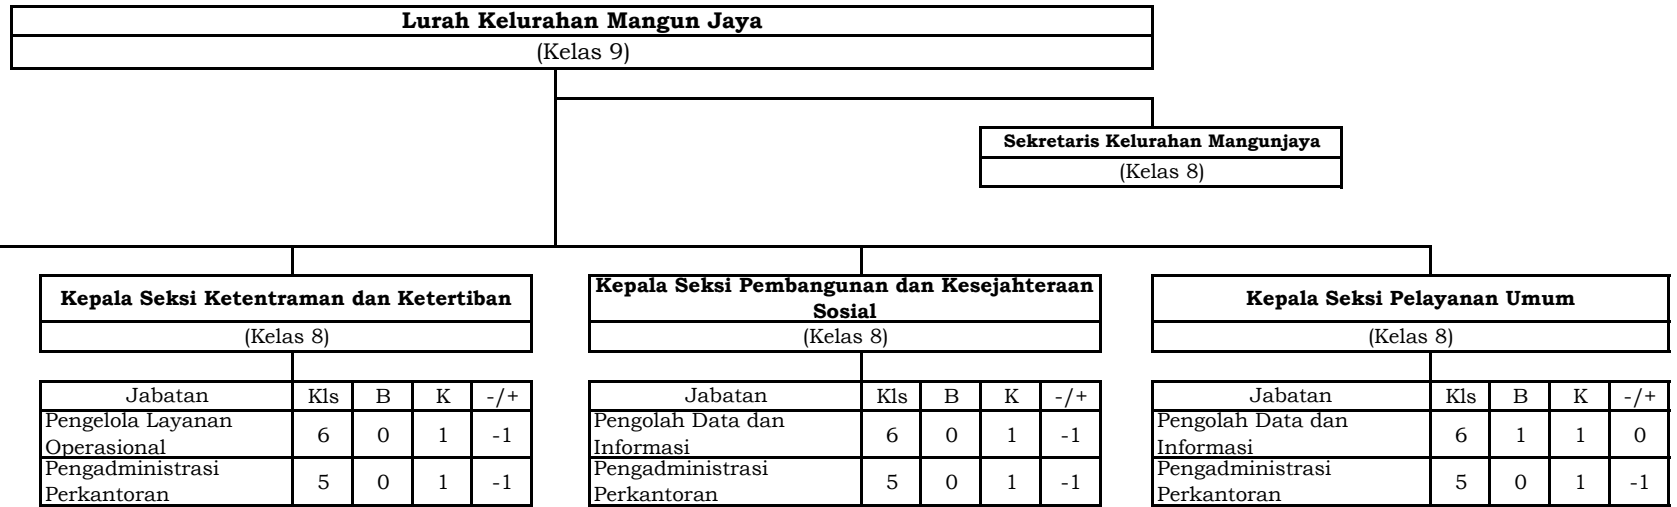 Lurah Kelurahan Mangun Jaya
(Kelas 9)
Sekretaris Kelurahan Mangunjaya
(Kelas 8)
Kepala Seksi Ketentraman dan Ketertiban
(Kelas 8)
Jabatan Kls B K -/+
Pengelola Layanan
Operasional 6 0 1 -1
Pengadministrasi
Perkantoran 5 0 1 -1
Kepala Seksi Pembangunan dan Kesejahteraan
Sosial
(Kelas 8)
Jabatan Kls B K -/+
Pengolah Data dan
Informasi 6 0 1 -1
Pengadministrasi
Perkantoran 5 0 1 -1
Kepala Seksi Pelayanan Umum
(Kelas 8)
Jabatan Kls B K -/+
Pengolah Data dan
Informasi 6 1 1 0
Pengadministrasi
Perkantoran 5 0 1 -1